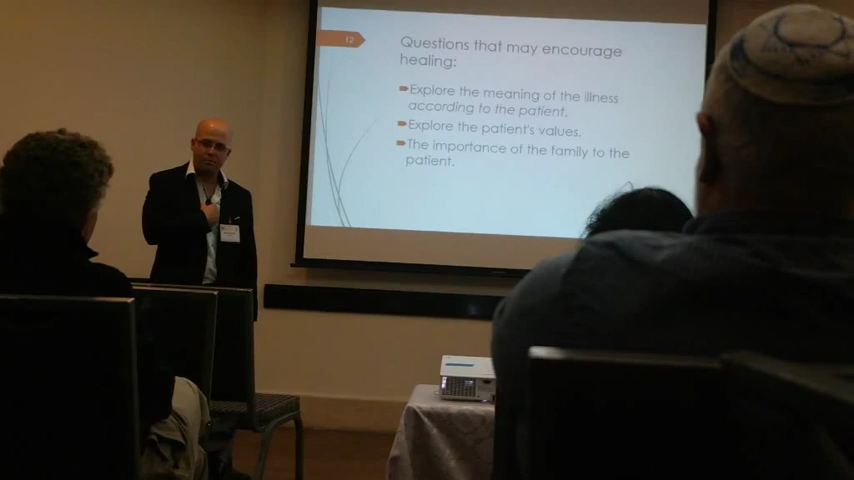 12
Questions that may encourage
healing:
Explore the meaning of the illness
according to the patient.
Explore the patient's values.
The importance of the family to the
patient.